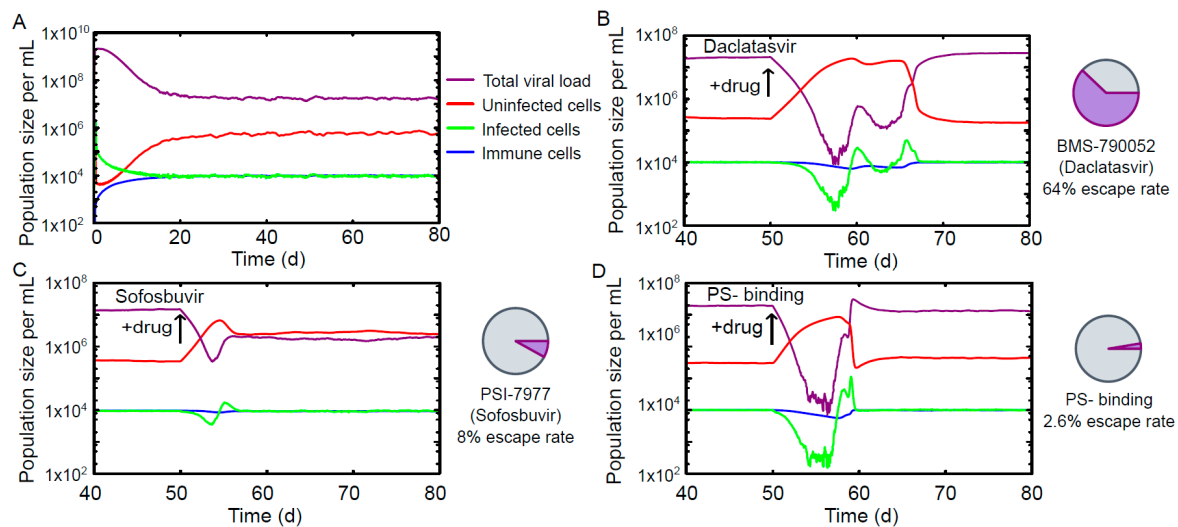 A
Population size per mL
1x10^10
1x10^8
1x10^6
1x10^4
1x10^2
0
20
40
60
80
Time (d)
Total viral load
Uninfected cells
Infected cells
Immune cells
B
Population size per mL
1x10^8
1x10^6
1x10^4
1x10^2
Daclatasvir
+drug
40
50
60
70
80
Time (d)
BMS-790052
(Daclatasvir)
64% escape rate
C
Population size per mL
1x10^8
1x10^6
1x10^4
1x10^2
Sofosbuvir
+drug
40
50
60
70
80
Time (d)
PSI-7977
(Sofosbuvir)
8% escape rate
D
Population size per mL
1x10^8
1x10^6
1x10^4
1x10^2
PS- binding
+drug
40
50
60
70
80
Time (d)
PS- binding
2.6% escape rate